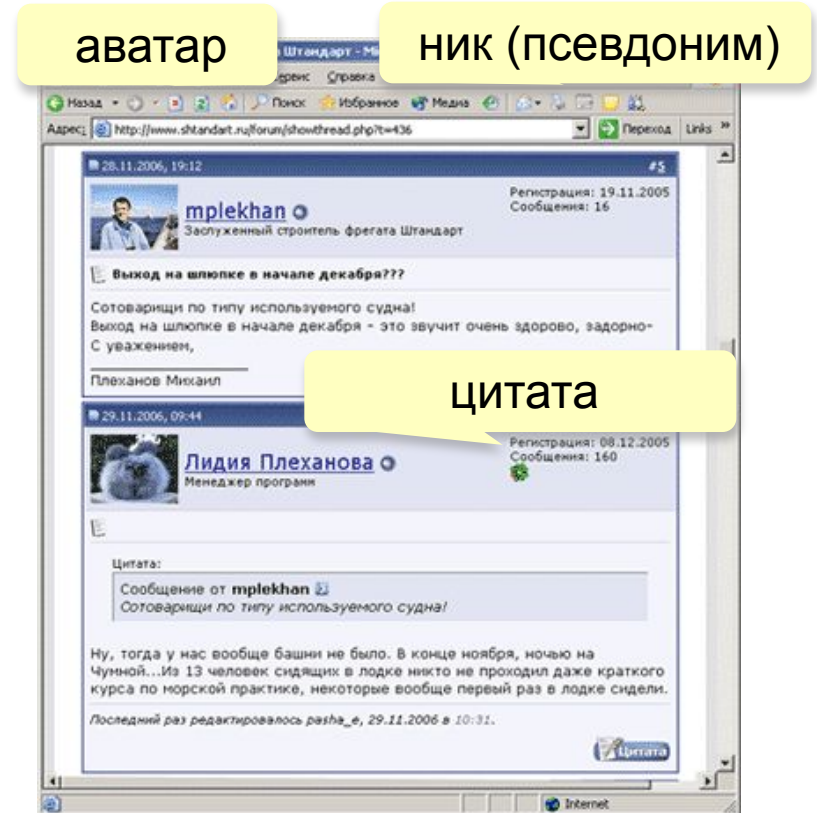 аватар
ник (псевдоним)
Штандарт - Mi
Справка
Назад
Поиск
Избранное
Медиа
Адрес:
http://www.shtandart.ru/forum/showthread.php?t=436
Переход
Links »
28.11.2006, 19:12
#5
mplekhan
Заслуженный строитель фрегата Штандарт
Регистрация: 19.11.2005
Сообщения: 16
Выход на шлюпке в начале декабря???
Сотоварищи по типу используемого судна!
Выход на шлюпке в начале декабря - это звучит очень здорово, задорно-
С уважением,
Плеханов Михаил
цитата
29.11.2006, 09:44
Лидия Плеханова
Менеджер программ
Регистрация: 08.12.2005
Сообщения: 160
Цитата:
Сообщение от mplekhan
Сотоварищи по типу используемого судна!
Ну, тогда у нас вообще башни не было. В конце ноября, ночью на
Чумной...Из 13 человек сидящих в лодке никто не проходил даже краткого
курса по морской практике, некоторые вообще первый раз в лодке сидели.
Последний раз редактировалось pasha_e, 29.11.2006 в 10:31.
Цитата
Internet